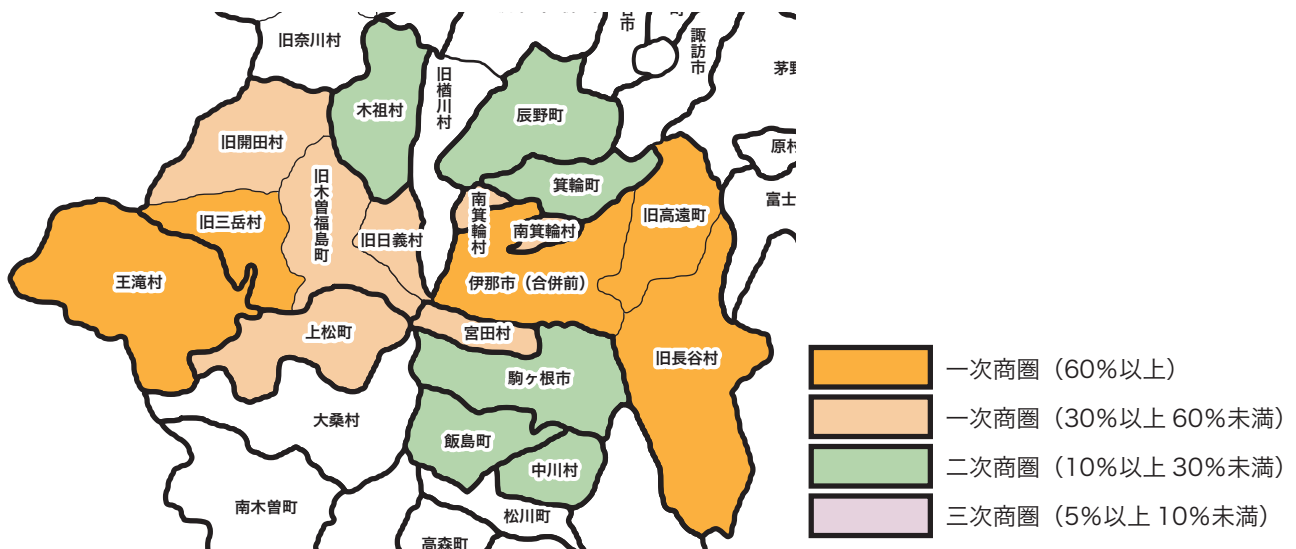 旧奈川村
市
町
諏訪市
茅野
旧楢川村
木祖村
辰野町
旧開田村
原村
箕輪町
旧木曽福島町
南箕輪村
富士
旧三岳村
旧高遠町
旧日義村
南箕輪村
王滝村
伊那市（合併前）
上松町
宮田村
旧長谷村
駒ヶ根市
大桑村
飯島町
中川村
南木曽町
松川町
高森町
一次商圏（60％以上）
一次商圏（30％以上 60％未満）
二次商圏（10％以上 30％未満）
三次商圏（5％以上 10％未満）